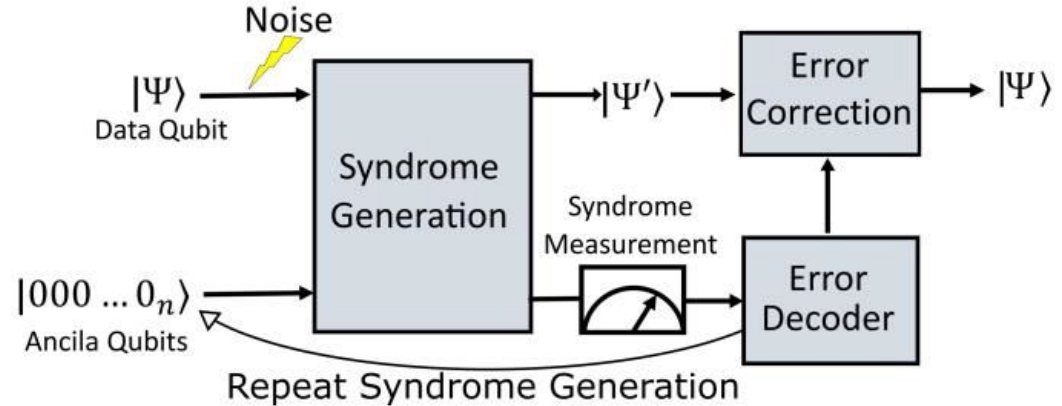 Noise
|Ψ⟩
Data Qubit
Syndrome
Generation
|Ψ′⟩
Error
Correction
|Ψ⟩
Syndrome
Measurement
|000 ... 0ₙ⟩
Ancila Qubits
Error
Decoder
Repeat Syndrome Generation